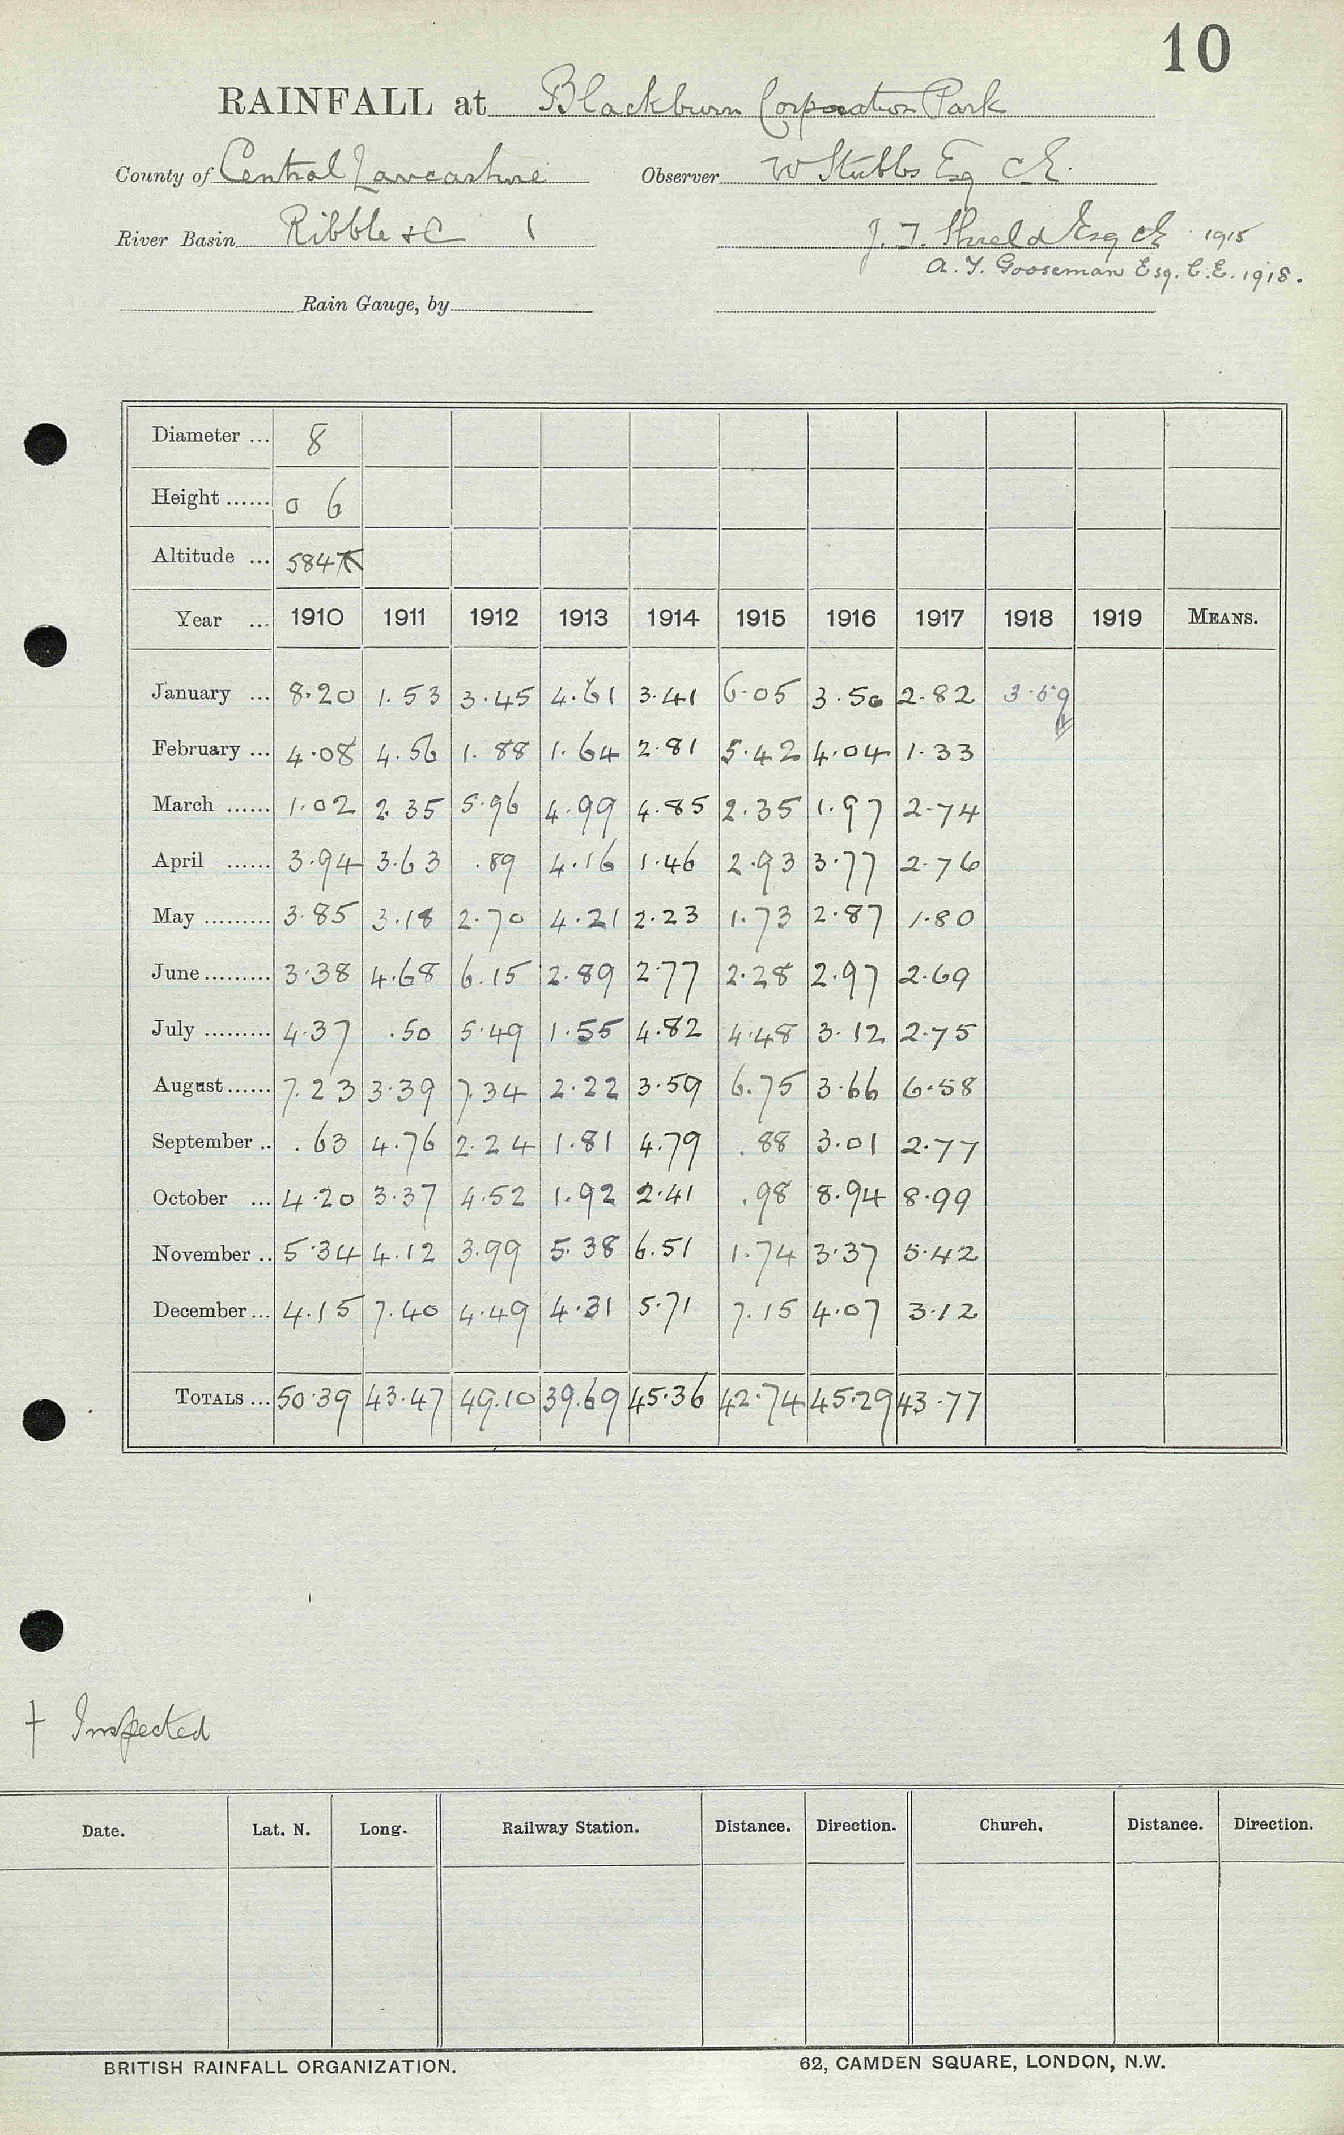 10
RAINFALL at Blackburn Corporation Park
County of Central Lancashire Observer W Stubbs Esq CE.
River Basin Ribble &C 1 J. T. Shield Esq CE 1915
A. T. Gooseman Esq. C.E. 1918.
Rain Gauge, by
Diameter ... 8
Height ...... 0 6
Altitude ... 584
Year ... 1910 1911 1912 1913 1914 1915 1916 1917 1918 1919 MEANS.
January ... 8.20 1.53 3.45 4.61 3.41 6.05 3.50 2.82 3.59
February ... 4.08 4.56 1.88 1.64 2.81 5.42 4.04 1.33
March ...... 1.02 2.35 5.96 4.99 4.85 2.35 1.97 2.74
April ...... 3.94 3.63 .89 4.16 1.46 2.93 3.77 2.76
May ......... 3.85 3.18 2.70 4.21 2.23 1.73 2.87 1.80
June ......... 3.38 4.68 6.15 2.89 2.77 2.28 2.97 2.69
July ......... 4.37 .50 5.49 1.55 4.82 4.48 3.12 2.75
August ...... 7.23 3.39 7.34 2.22 3.59 6.75 3.66 6.58
September .. .63 4.76 2.24 1.81 4.79 .88 3.01 2.77
October ... 4.20 3.37 4.52 1.92 2.41 .98 8.94 8.99
November .. 5.34 4.12 3.99 5.38 6.51 1.74 3.37 5.42
December ... 4.15 7.40 4.49 4.31 5.71 7.15 4.07 3.12
TOTALS ... 50.39 43.47 49.10 39.69 45.36 42.74 45.29 43.77
† Inspected
Date. Lat. N. Long. Railway Station. Distance. Direction. Church. Distance. Direction.
BRITISH RAINFALL ORGANIZATION. 62, CAMDEN SQUARE, LONDON, N.W.